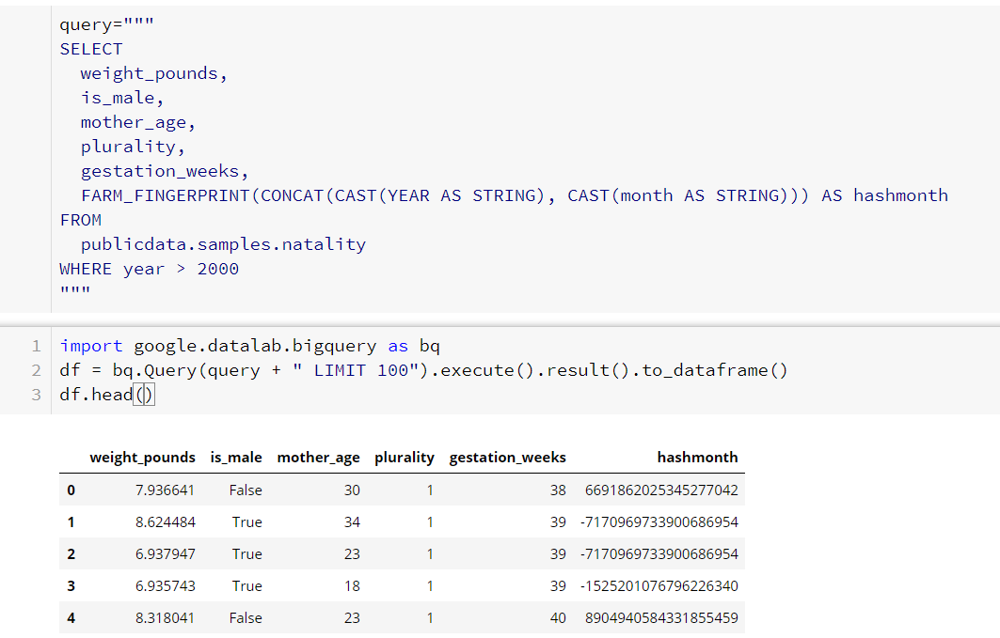 query="""
SELECT
weight_pounds,
is_male,
mother_age,
plurality,
gestation_weeks,
FARM_FINGERPRINT(CONCAT(CAST(YEAR AS STRING), CAST(month AS STRING))) AS hashmonth
FROM
publicdata.samples.natality
WHERE year > 2000
"""
1 import google.datalab.bigquery as bq
2 df = bq.Query(query + " LIMIT 100").execute().result().to_dataframe()
3 df.head()
weight_pounds is_male mother_age plurality gestation_weeks hashmonth
0 7.936641 False 30 1 38 6691862025345277042
1 8.624484 True 34 1 39 -7170969733900686954
2 6.937947 True 23 1 39 -7170969733900686954
3 6.935743 True 18 1 39 -1525201076796226340
4 8.318041 False 23 1 40 8904940584331855459